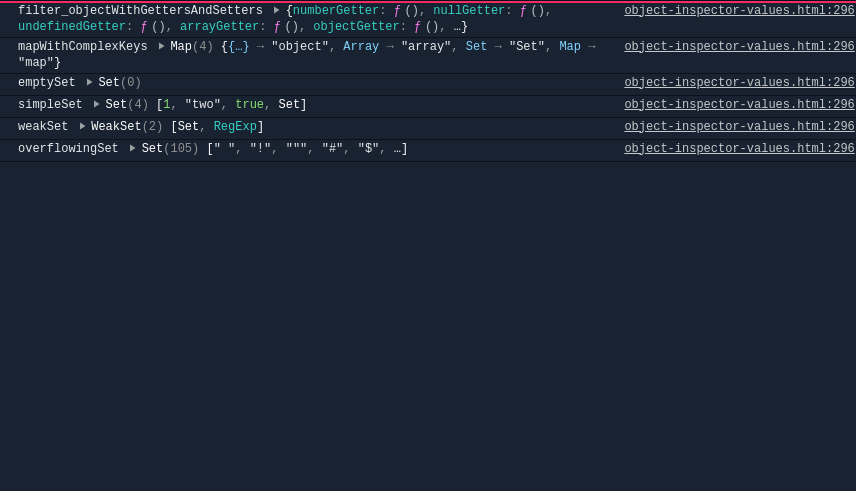 filter_objectWithGettersAndSetters {numberGetter: ƒ (), nullGetter: ƒ (), object-inspector-values.html:296
undefinedGetter: ƒ (), arrayGetter: ƒ (), objectGetter: ƒ (), …}
mapWithComplexKeys Map(4) {{…} → "object", Array → "array", Set → "Set", Map → object-inspector-values.html:296
"map"}
emptySet Set(0) object-inspector-values.html:296
simpleSet Set(4) [1, "two", true, Set] object-inspector-values.html:296
weakSet WeakSet(2) [Set, RegExp] object-inspector-values.html:296
overflowingSet Set(105) [" ", "!", """, "#", "$", …] object-inspector-values.html:296